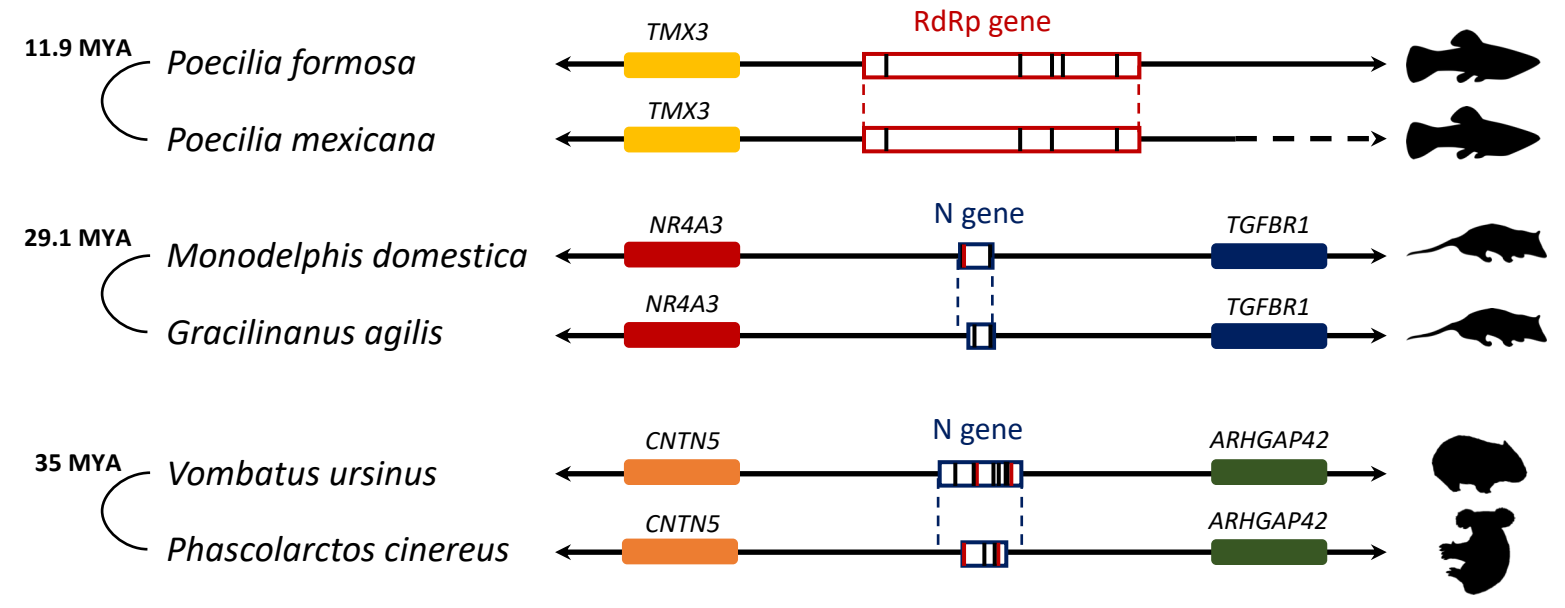 RdRp gene
11.9 MYA
Poecilia formosa
TMX3
Poecilia mexicana
TMX3
N gene
29.1 MYA
Monodelphis domestica
NR4A3
TGFBR1
Gracilinanus agilis
NR4A3
TGFBR1
N gene
35 MYA
Vombatus ursinus
CNTN5
ARHGAP42
Phascolarctos cinereus
CNTN5
ARHGAP42